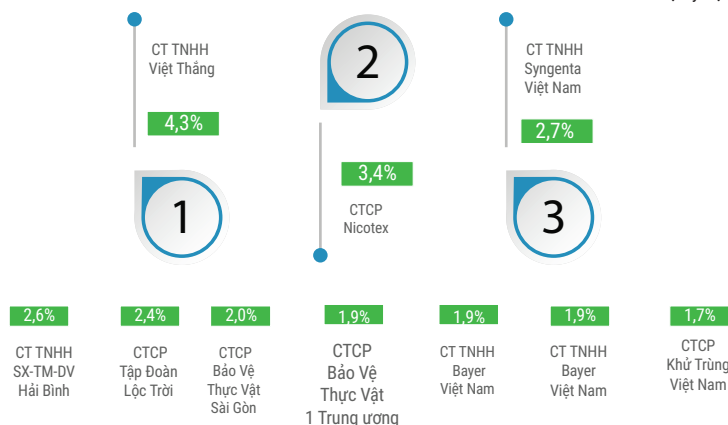 CT TNHH
Việt Thắng
4,3%
1
2
3,4%
CTCP
Nicotex
CT TNHH
Syngenta
Việt Nam
2,7%
3
2,6%
CT TNHH
SX-TM-DV
Hải Bình
2,4%
CTCP
Tập Đoàn
Lộc Trời
2,0%
CTCP
Bảo Vệ
Thực Vật
Sài Gòn
1,9%
CTCP
Bảo Vệ
Thực Vật
1 Trung ương
1,9%
CT TNHH
Bayer
Việt Nam
1,9%
CT TNHH
Bayer
Việt Nam
1,7%
CTCP
Khử Trùng
Việt Nam